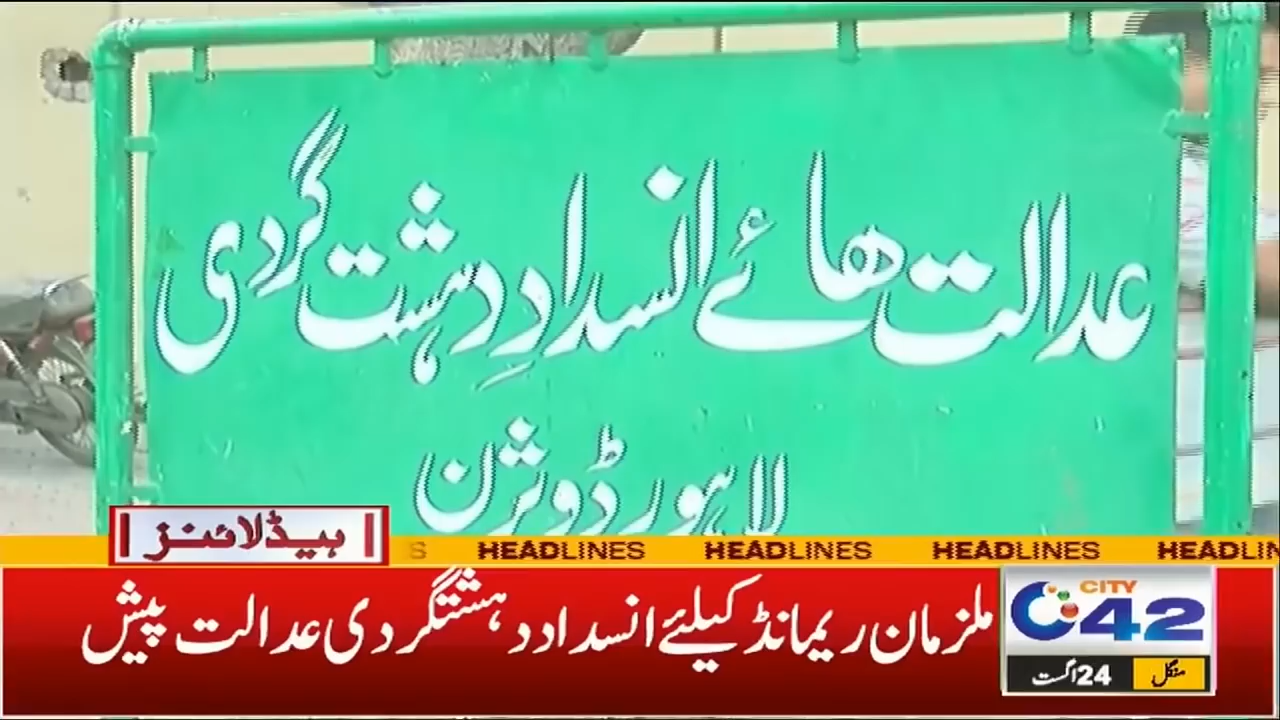 عدالت ھائے انسدادِ دہشت گردی
لاہور ڈویژن
ہیڈلائنز
HEADLINES HEADLINES HEADLINES HEADLIN
ملزمان ریمانڈ کیلئے انسداد دہشتگردی عدالت پیش
CITY
42
منگل 24 اگست